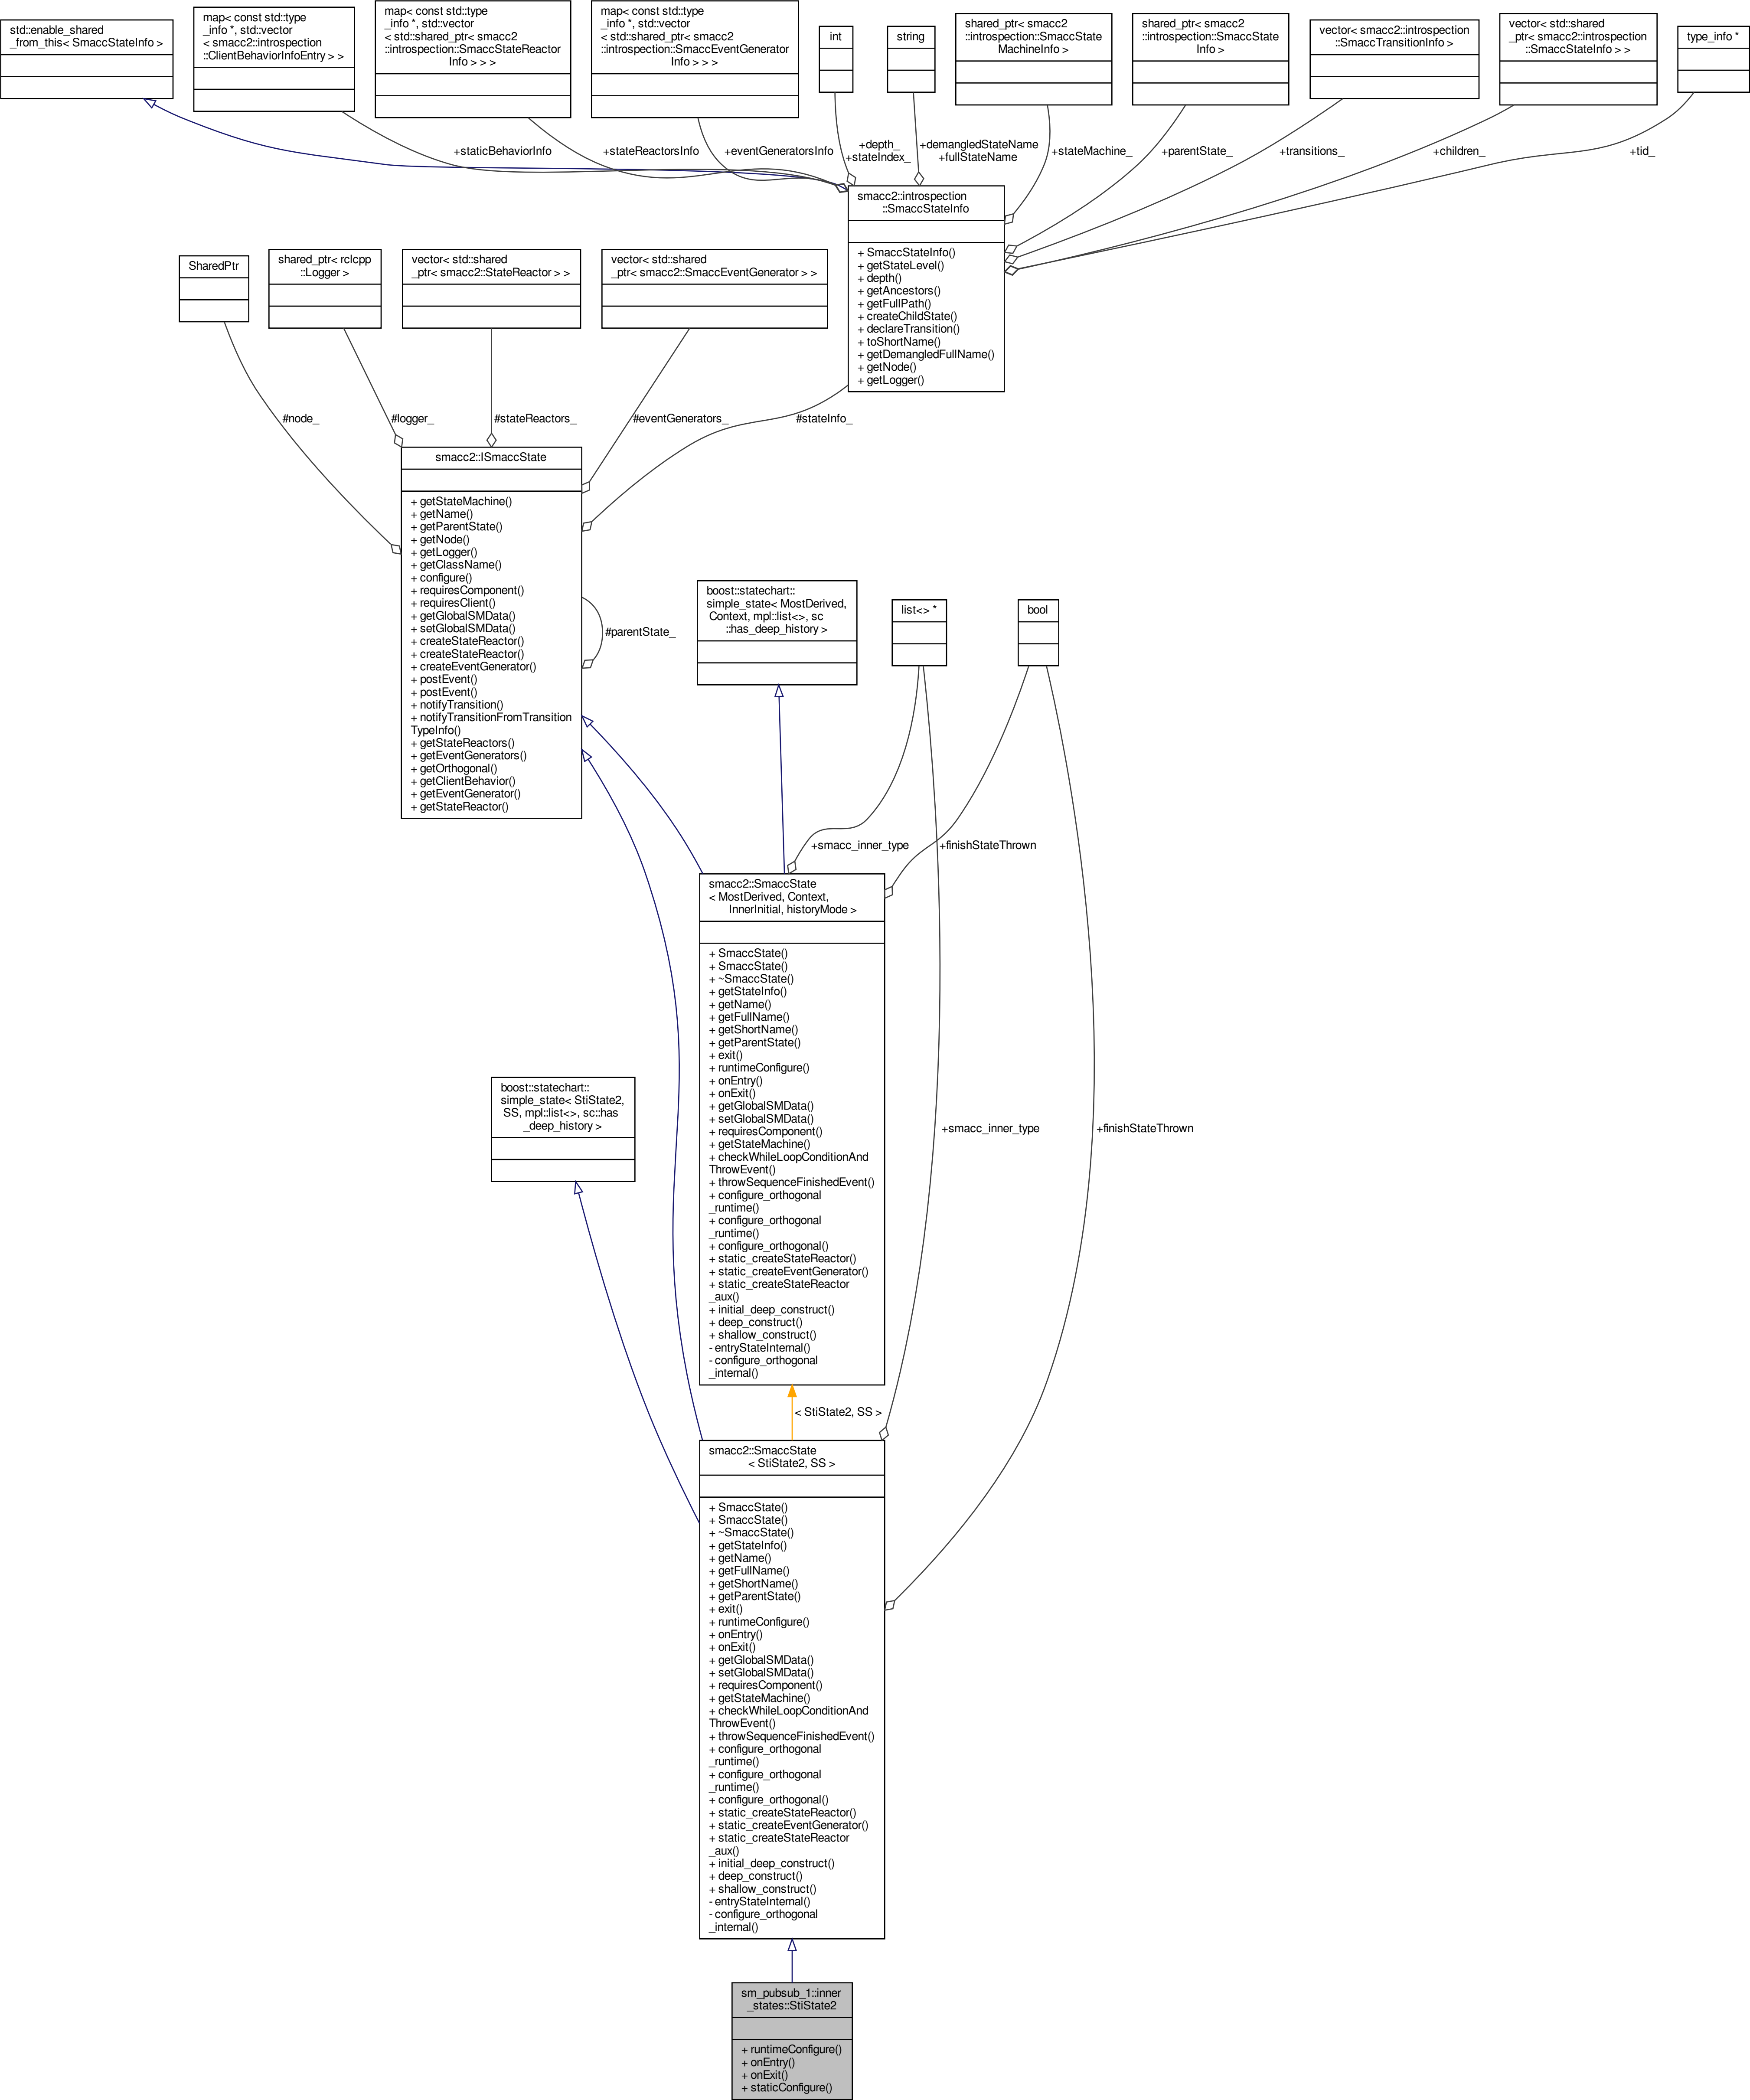 std::enable_shared
_from_this< SmaccStateInfo >
map< const std::type
_info *, std::vector
< smacc2::introspection
::ClientBehaviorInfoEntry > >
map< const std::type
_info *, std::vector
< std::shared_ptr< smacc2
::introspection::SmaccStateReactor
Info > > >
map< const std::type
_info *, std::vector
< std::shared_ptr< smacc2
::introspection::SmaccEventGenerator
Info > > >
int
string
shared_ptr< smacc2
::introspection::SmaccState
MachineInfo >
shared_ptr< smacc2
::introspection::SmaccState
Info >
vector< smacc2::introspection
::SmaccTransitionInfo >
vector< std::shared
_ptr< smacc2::introspection
::SmaccStateInfo > >
type_info *
+staticBehaviorInfo
+stateReactorsInfo
+eventGeneratorsInfo
+depth_
+stateIndex_
+demangledStateName
+fullStateName
+stateMachine_
+parentState_
+transitions_
+children_
+tid_
smacc2::introspection
::SmaccStateInfo
+ SmaccStateInfo()
+ getStateLevel()
+ depth()
+ getAncestors()
+ getFullPath()
+ createChildState()
+ declareTransition()
+ toShortName()
+ getDemangledFullName()
+ getNode()
+ getLogger()
SharedPtr
shared_ptr< rclcpp
::Logger >
vector< std::shared
_ptr< smacc2::StateReactor > >
vector< std::shared
_ptr< smacc2::SmaccEventGenerator > >
#node_
#logger_
#stateReactors_
#eventGenerators_
#stateInfo_
smacc2::ISmaccState
+ getStateMachine()
+ getName()
+ getParentState()
+ getNode()
+ getLogger()
+ getClassName()
+ configure()
+ requiresComponent()
+ requiresClient()
+ getGlobalSMData()
+ setGlobalSMData()
+ createStateReactor()
+ createStateReactor()
+ createEventGenerator()
+ postEvent()
+ postEvent()
+ notifyTransition()
+ notifyTransitionFromTransition
TypeInfo()
+ getStateReactors()
+ getEventGenerators()
+ getOrthogonal()
+ getClientBehavior()
+ getEventGenerator()
+ getStateReactor()
#parentState_
boost::statechart::
simple_state< MostDerived,
Context, mpl::list<>, sc
::has_deep_history >
list<> *
bool
+smacc_inner_type
+finishStateThrown
smacc2::SmaccState
< MostDerived, Context,
InnerInitial, historyMode >
+ SmaccState()
+ SmaccState()
+ ~SmaccState()
+ getStateInfo()
+ getName()
+ getFullName()
+ getShortName()
+ getParentState()
+ exit()
+ runtimeConfigure()
+ onEntry()
+ onExit()
+ getGlobalSMData()
+ setGlobalSMData()
+ requiresComponent()
+ getStateMachine()
+ checkWhileLoopConditionAnd
ThrowEvent()
+ throwSequenceFinishedEvent()
+ configure_orthogonal
_runtime()
+ configure_orthogonal
_runtime()
+ configure_orthogonal()
+ static_createStateReactor()
+ static_createEventGenerator()
+ static_createStateReactor
_aux()
+ initial_deep_construct()
+ deep_construct()
+ shallow_construct()
- entryStateInternal()
- configure_orthogonal
_internal()
boost::statechart::
simple_state< StiState2,
SS, mpl::list<>, sc::has
_deep_history >
+smacc_inner_type
+finishStateThrown
< StiState2, SS >
smacc2::SmaccState
< StiState2, SS >
+ SmaccState()
+ SmaccState()
+ ~SmaccState()
+ getStateInfo()
+ getName()
+ getFullName()
+ getShortName()
+ getParentState()
+ exit()
+ runtimeConfigure()
+ onEntry()
+ onExit()
+ getGlobalSMData()
+ setGlobalSMData()
+ requiresComponent()
+ getStateMachine()
+ checkWhileLoopConditionAnd
ThrowEvent()
+ throwSequenceFinishedEvent()
+ configure_orthogonal
_runtime()
+ configure_orthogonal
_runtime()
+ configure_orthogonal()
+ static_createStateReactor()
+ static_createEventGenerator()
+ static_createStateReactor
_aux()
+ initial_deep_construct()
+ deep_construct()
+ shallow_construct()
- entryStateInternal()
- configure_orthogonal
_internal()
sm_pubsub_1::inner
_states::StiState2
+ runtimeConfigure()
+ onEntry()
+ onExit()
+ staticConfigure()